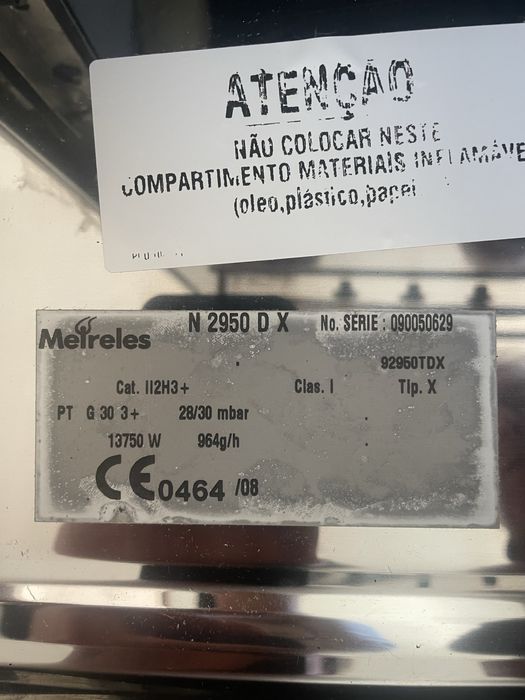 ATENÇÃO
NÃO COLOCAR NESTE
COMPARTIMENTO MATERIAIS INFLAMÁVE
(oleo,plástico,papel
Meireles N 2950 D X No. SERIE : 090050629
92950TDX
Cat. II2H3+ Clas. I Tip. X
PT G 30 3+ 28/30 mbar
13750 W 964g/h
CE 0464 /08